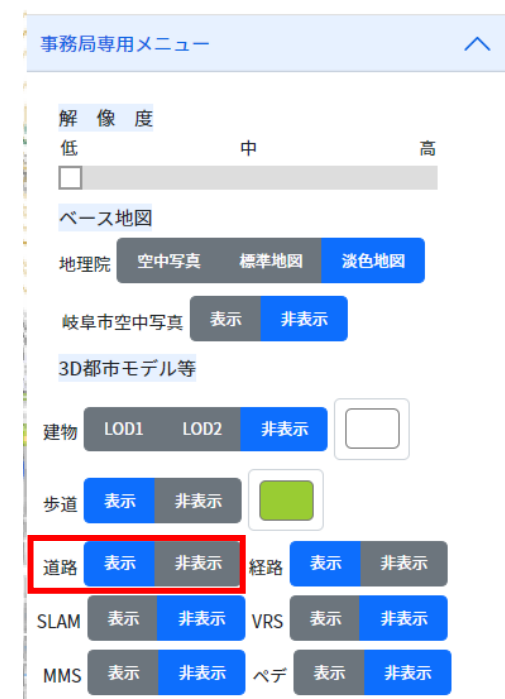 事務局専用メニュー
解 像 度
低 中 高
ベース地図
地理院 空中写真 標準地図 淡色地図
岐阜市空中写真 表示 非表示
3D都市モデル等
建物 LOD1 LOD2 非表示
歩道 表示 非表示
道路 表示 非表示 経路 表示 非表示
SLAM 表示 非表示 VRS 表示 非表示
MMS 表示 非表示 ペデ 表示 非表示